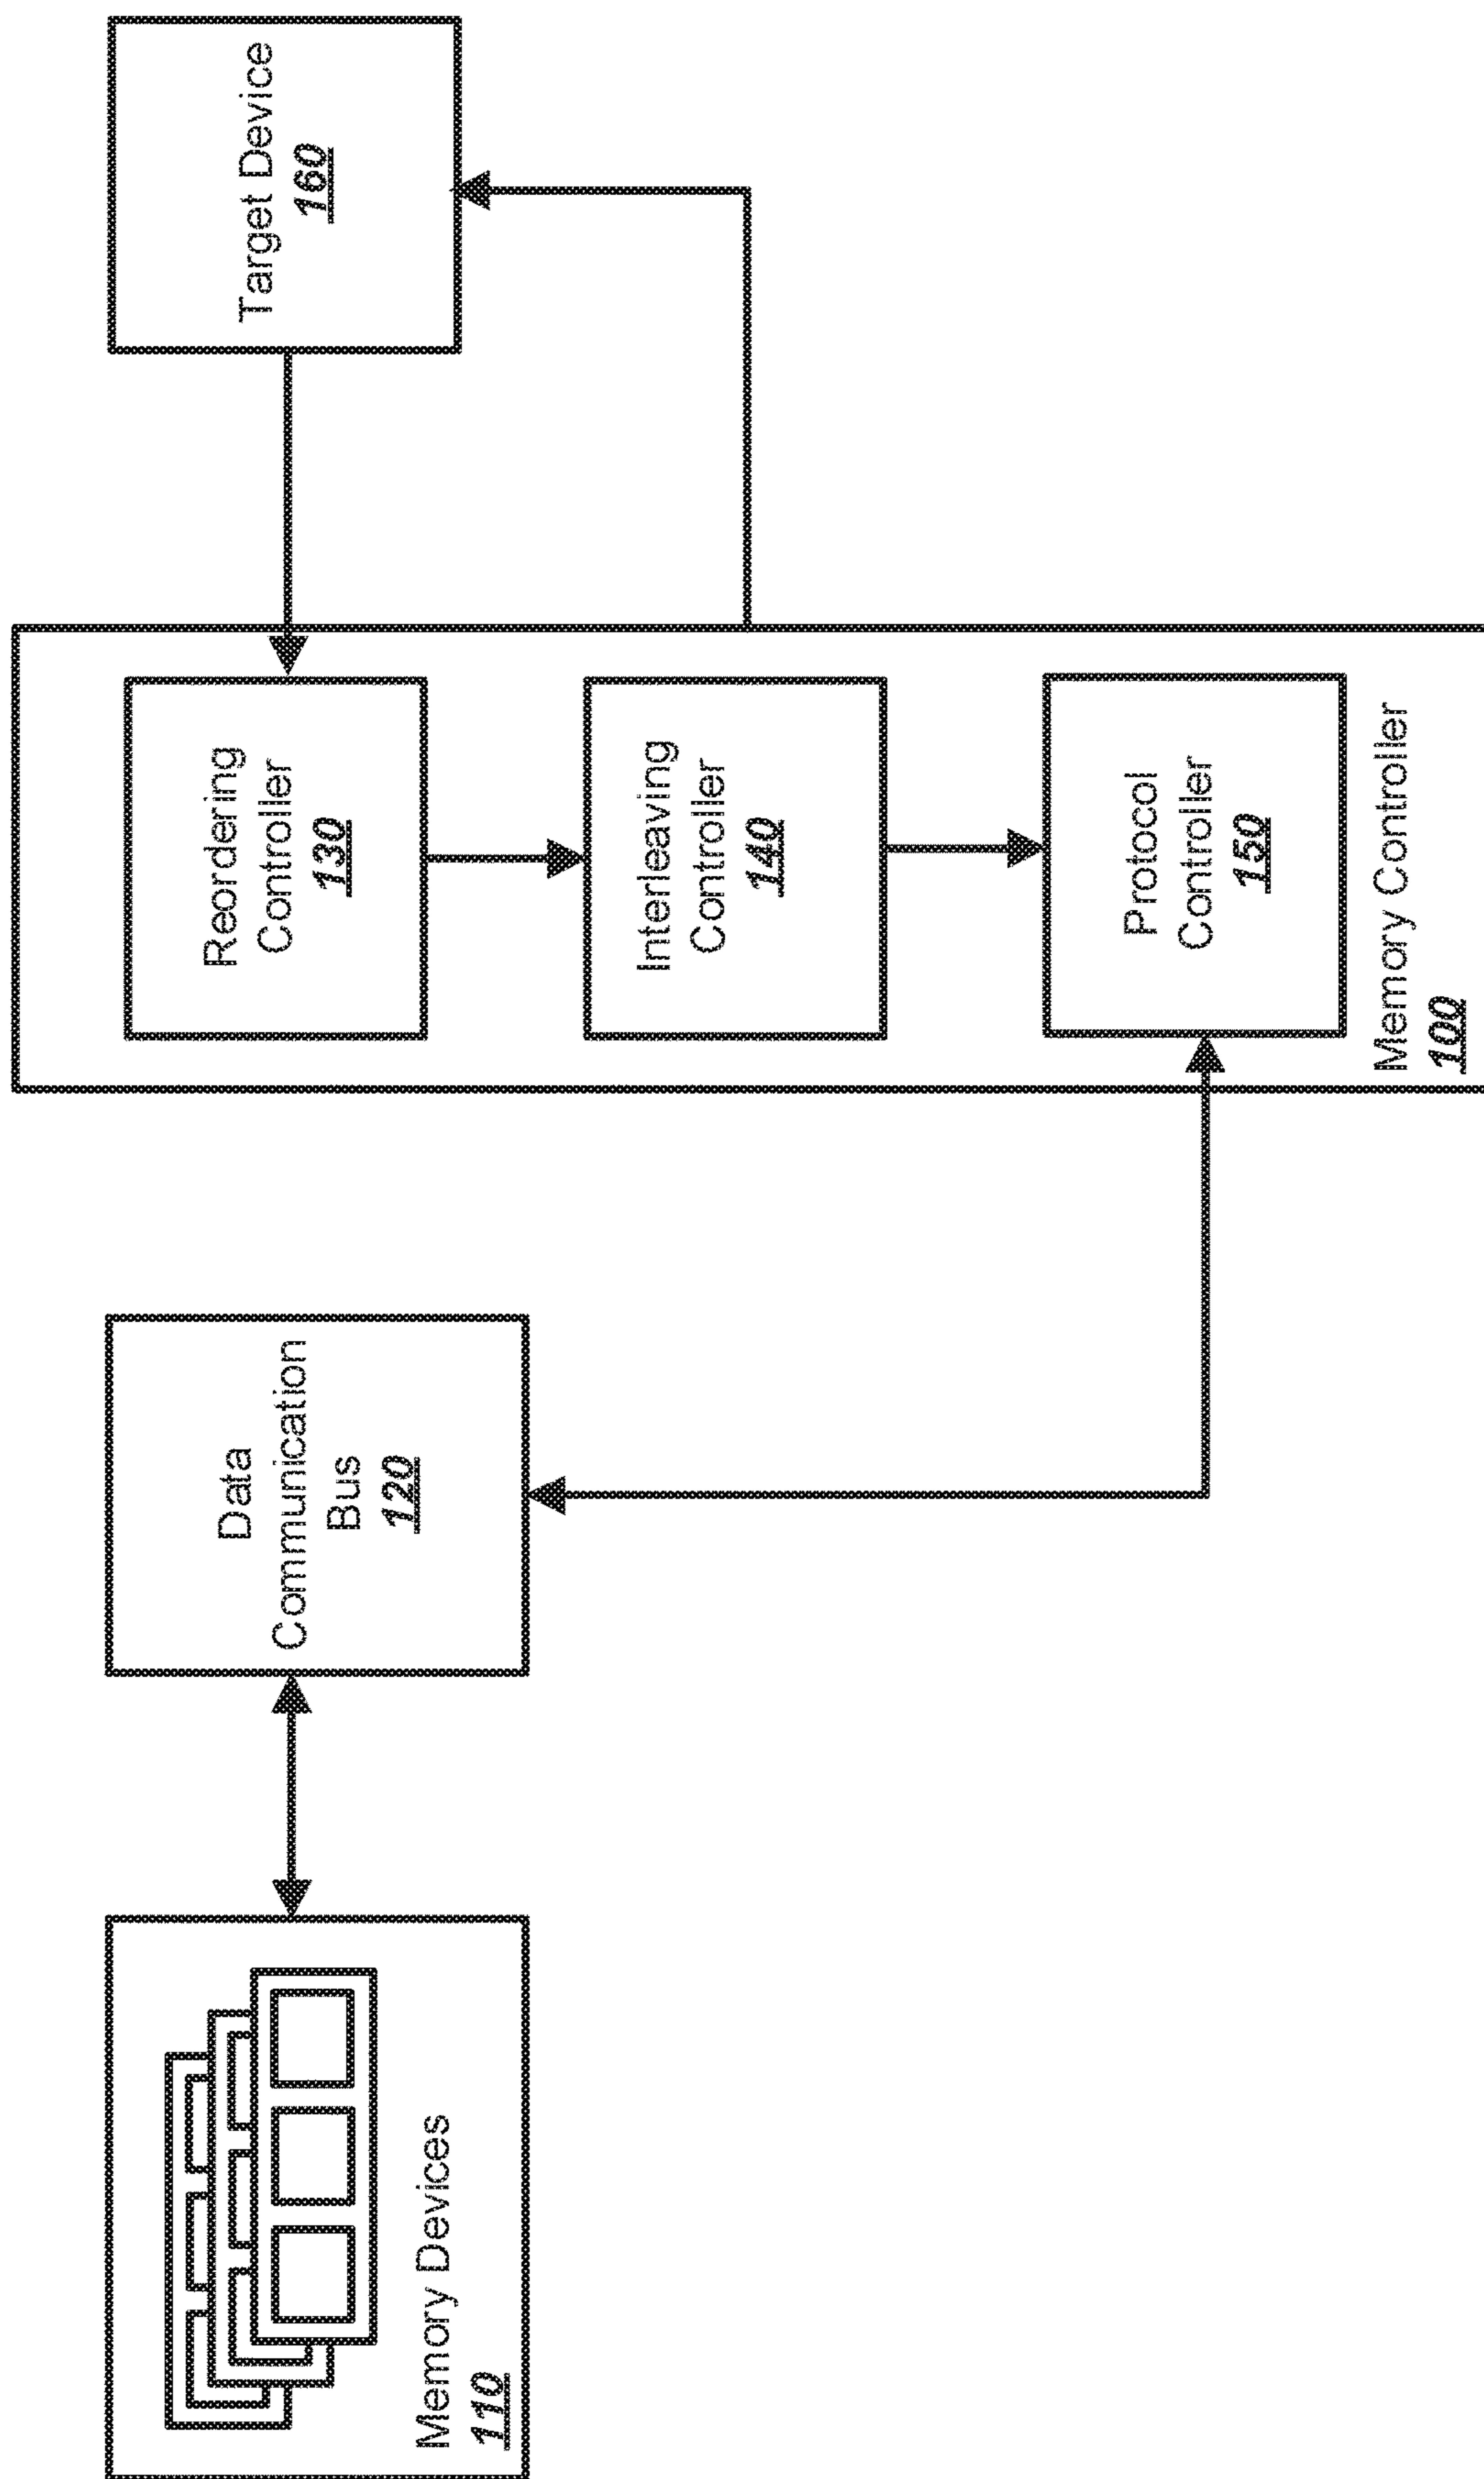 Memory Devices
110
Data
Communication
Bus
120
Reordering
Controller
130
Interleaving
Controller
140
Protocol
Controller
150
Memory Controller
100
Target Device
160